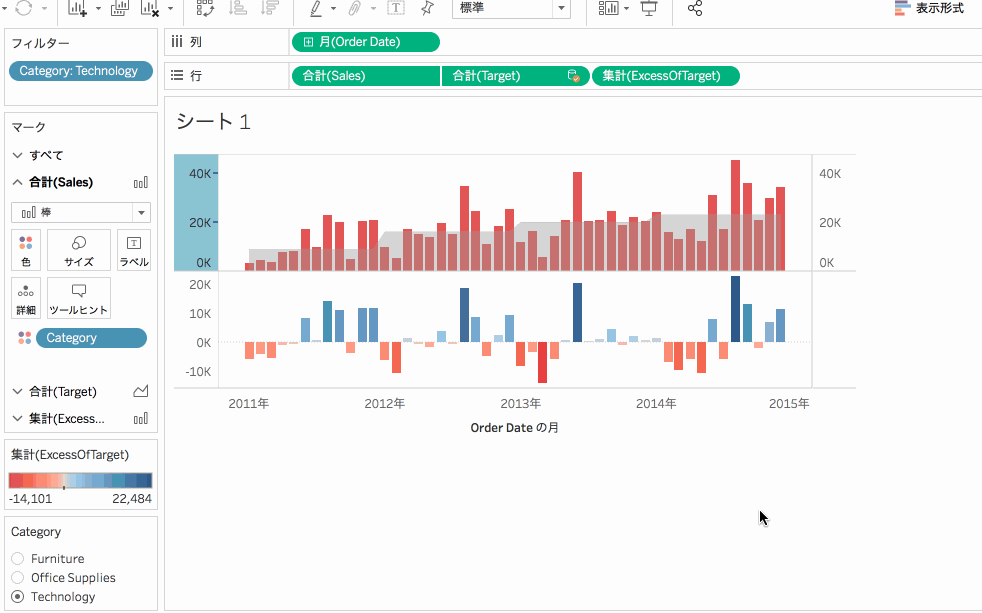 標準
表示形式
フィルター
Category: Technology
マーク
すべて
合計(Sales)
棒
色
サイズ
ラベル
詳細
ツールヒント
Category
合計(Target)
集計(Excess...
集計(ExcessOfTarget)
-14,101 22,484
Category
Furniture
Office Supplies
Technology
列
月(Order Date)
行
合計(Sales) 合計(Target) 集計(ExcessOfTarget)
シート 1
40K 40K
20K 20K
0K 0K
20K
10K
0K
-10K
2011年 2012年 2013年 2014年 2015年
Order Date の月